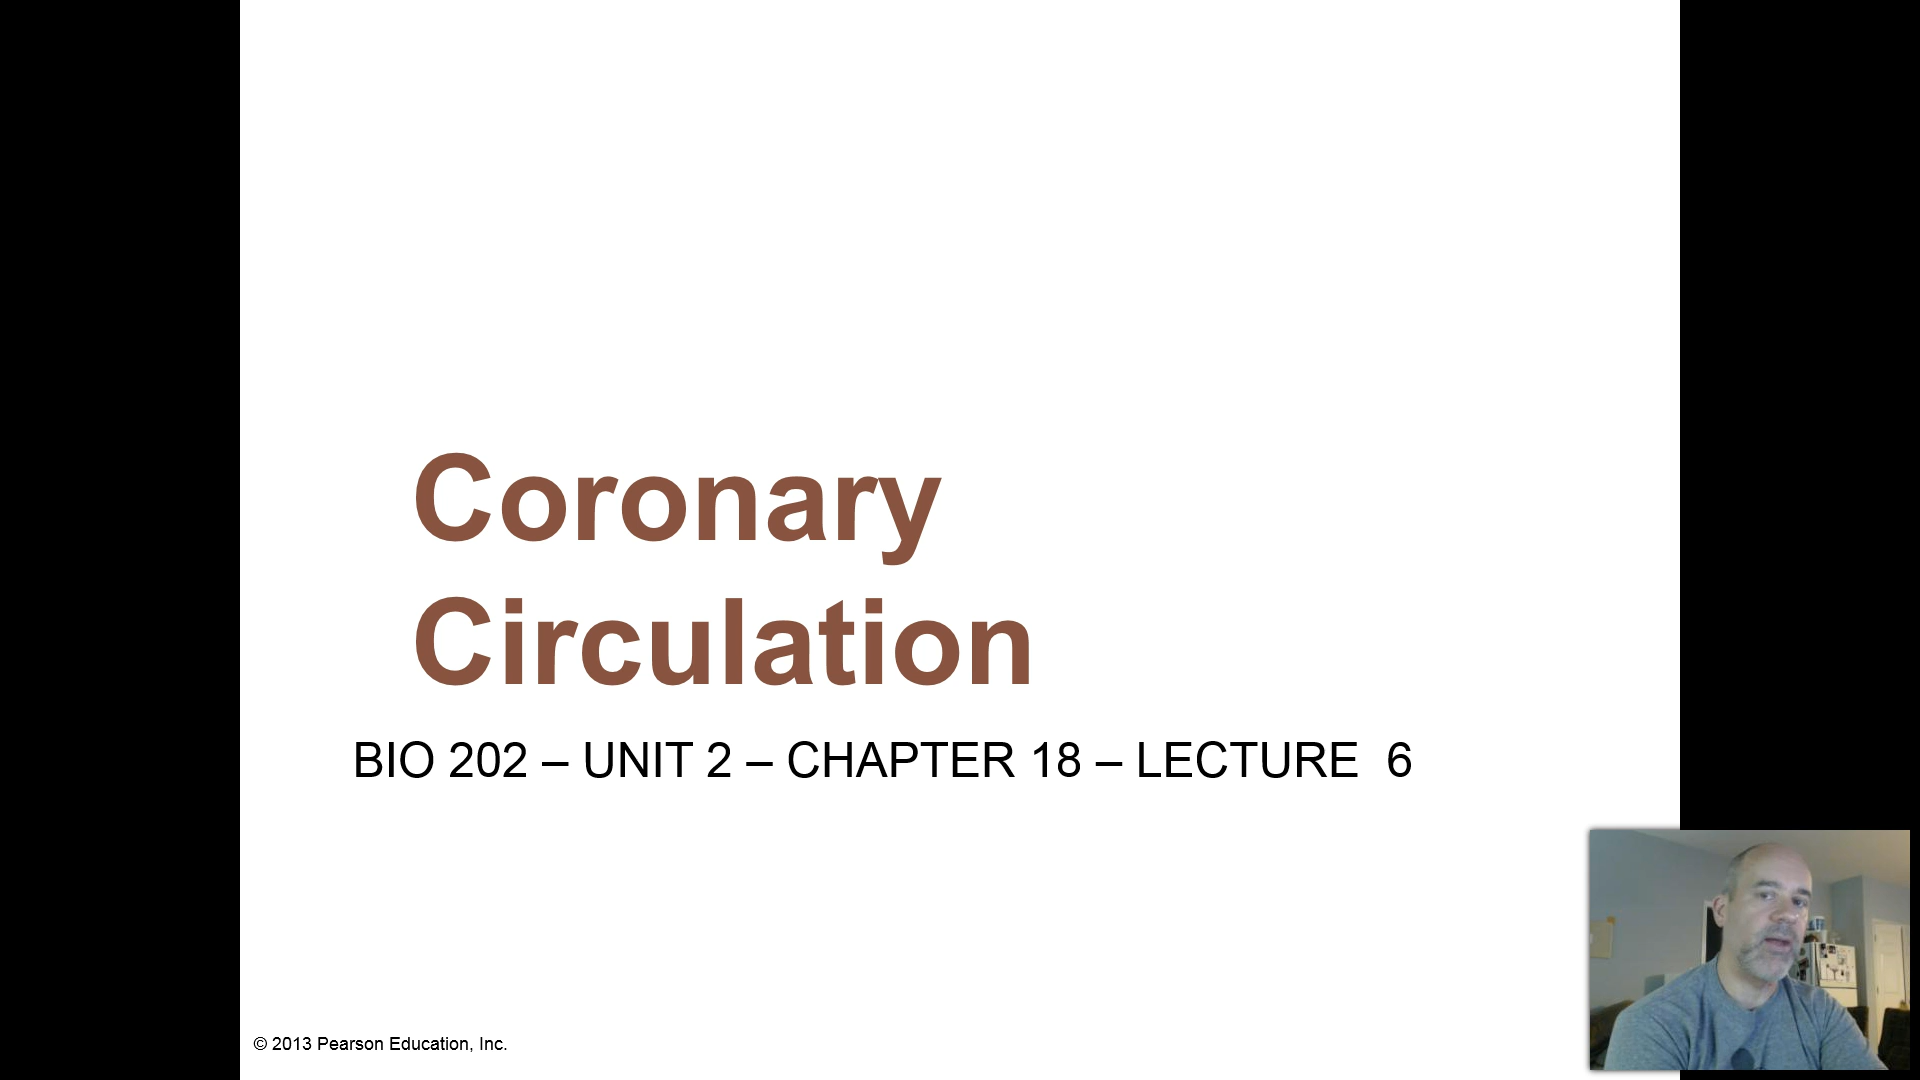 Coronary
Circulation
BIO 202 – UNIT 2 – CHAPTER 18 – LECTURE  6
© 2013 Pearson Education, Inc.